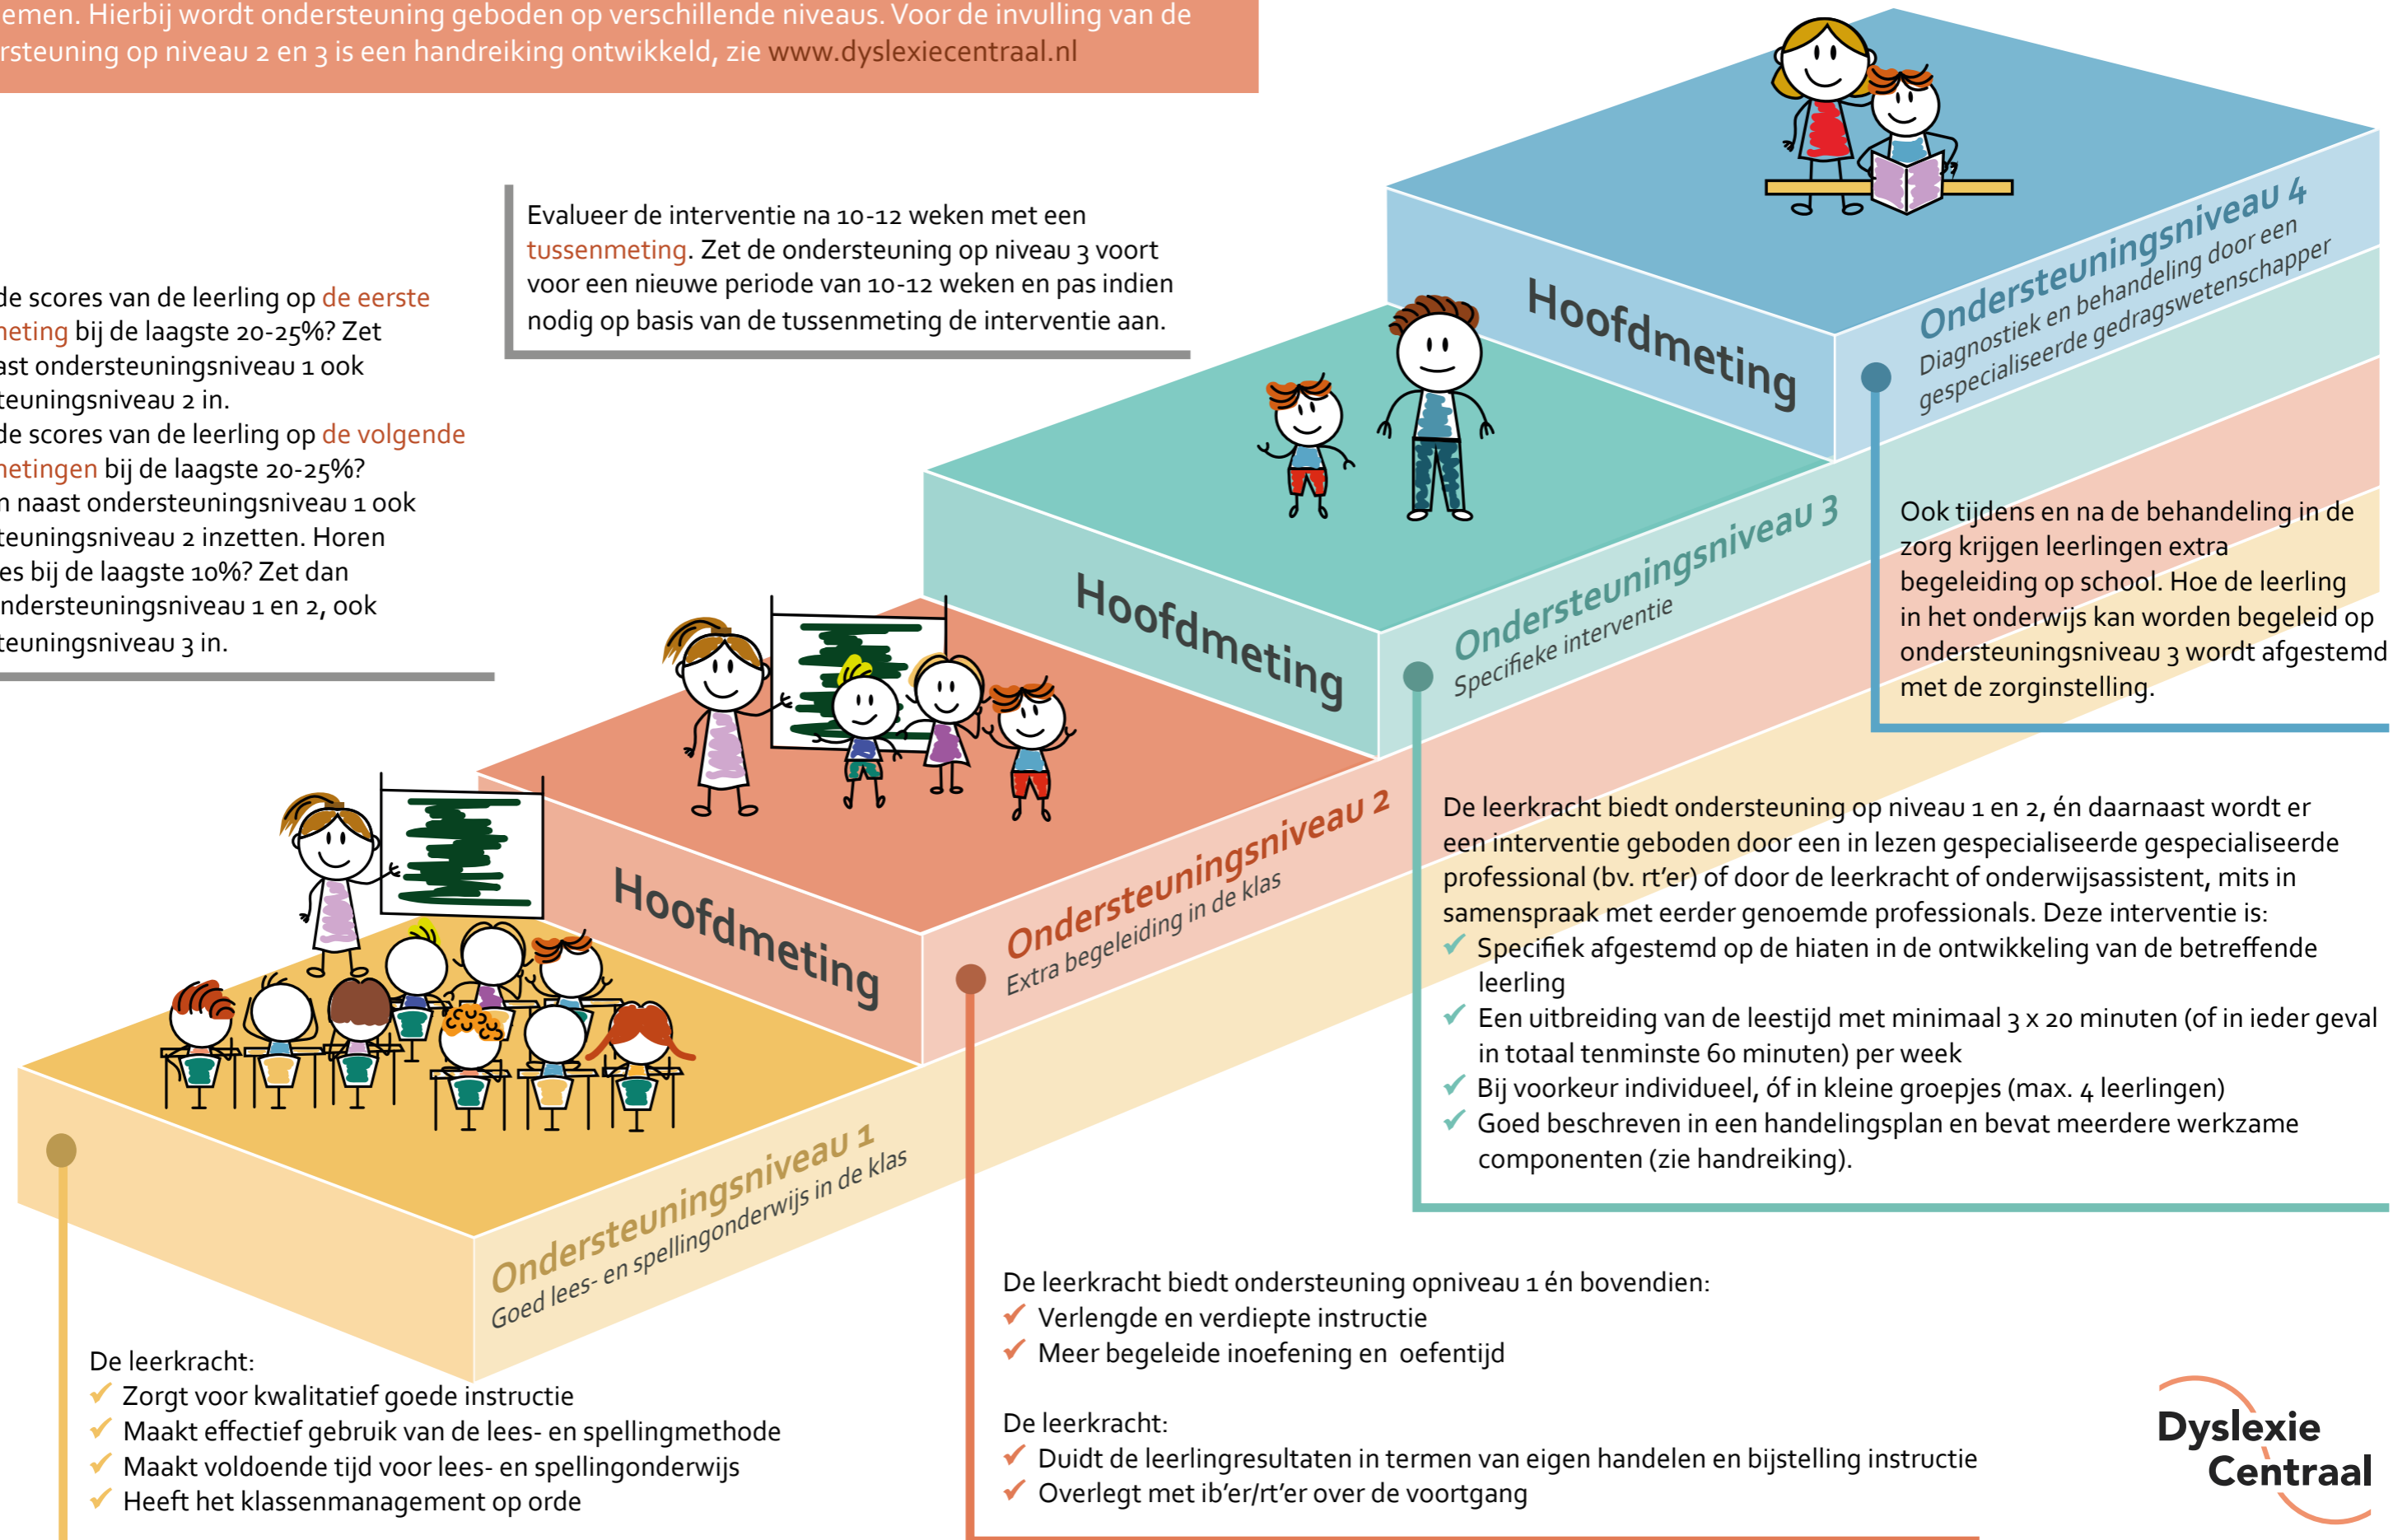 emen. Hierbij wordt ondersteuning geboden op verschillende niveaus. Voor de invulling van de
rsteuning op niveau 2 en 3 is een handreiking ontwikkeld, zie www.dyslexiecentraal.nl
Evalueer de interventie na 10-12 weken met een
tussenmeting. Zet de ondersteuning op niveau 3 voort
voor een nieuwe periode van 10-12 weken en pas indien
nodig op basis van de tussenmeting de interventie aan.
de scores van de leerling op de eerste
meting bij de laagste 20-25%? Zet
ast ondersteuningsniveau 1 ook
teuningsniveau 2 in.
de scores van de leerling op de volgende
metingen bij de laagste 20-25%?
n naast ondersteuningsniveau 1 ook
teuningsniveau 2 inzetten. Horen
es bij de laagste 10%? Zet dan
ndersteuningsniveau 1 en 2, ook
teuningsniveau 3 in.
Hoofdmeting
Ondersteuningsniveau 4
Diagnostiek en behandeling door een
gespecialiseerde gedragswetenschapper
Ook tijdens en na de behandeling in de
zorg krijgen leerlingen extra
begeleiding op school. Hoe de leerling
in het onderwijs kan worden begeleid op
ondersteuningsniveau 3 wordt afgestemd
met de zorginstelling.
Hoofdmeting
Ondersteuningsniveau 3
Specifieke interventie
De leerkracht biedt ondersteuning op niveau 1 en 2, én daarnaast wordt er
een interventie geboden door een in lezen gespecialiseerde gespecialiseerde
professional (bv. rt'er) of door de leerkracht of onderwijsassistent, mits in
samenspraak met eerder genoemde professionals. Deze interventie is:
✓ Specifiek afgestemd op de hiaten in de ontwikkeling van de betreffende
leerling
✓ Een uitbreiding van de leestijd met minimaal 3 x 20 minuten (of in ieder geval
in totaal tenminste 60 minuten) per week
✓ Bij voorkeur individueel, óf in kleine groepjes (max. 4 leerlingen)
✓ Goed beschreven in een handelingsplan en bevat meerdere werkzame
componenten (zie handreiking).
Hoofdmeting
Ondersteuningsniveau 2
Extra begeleiding in de klas
De leerkracht biedt ondersteuning opniveau 1 én bovendien:
✓ Verlengde en verdiepte instructie
✓ Meer begeleide inoefening en  oefentijd
De leerkracht:
✓ Duidt de leerlingresultaten in termen van eigen handelen en bijstelling instructie
✓ Overlegt met ib'er/rt'er over de voortgang
Ondersteuningsniveau 1
Goed lees- en spellingonderwijs in de klas
De leerkracht:
✓ Zorgt voor kwalitatief goede instructie
✓ Maakt effectief gebruik van de lees- en spellingmethode
✓ Maakt voldoende tijd voor lees- en spellingonderwijs
✓ Heeft het klassenmanagement op orde
Dyslexie
Centraal